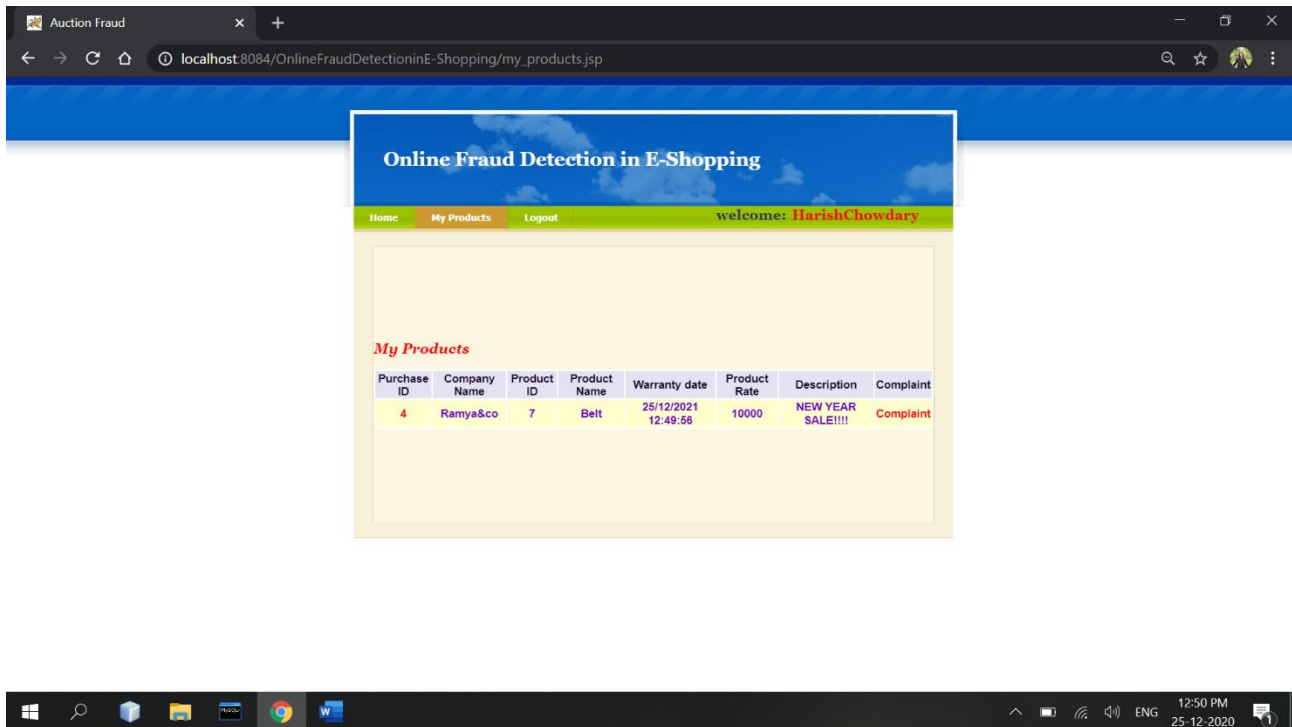 Auction Fraud
localhost:8084/OnlineFraudDetectioninE-Shopping/my_products.jsp
Online Fraud Detection in E-Shopping
Home My Products Logout welcome: HarishChowdary
My Products
Purchase ID Company Name Product ID Product Name Warranty date Product Rate Description Complaint
4 Ramya&co 7 Belt 25/12/2021 12:49:56 10000 NEW YEAR SALE!!!! Complaint
MySQL W ENG 12:50 PM
25-12-2020 1